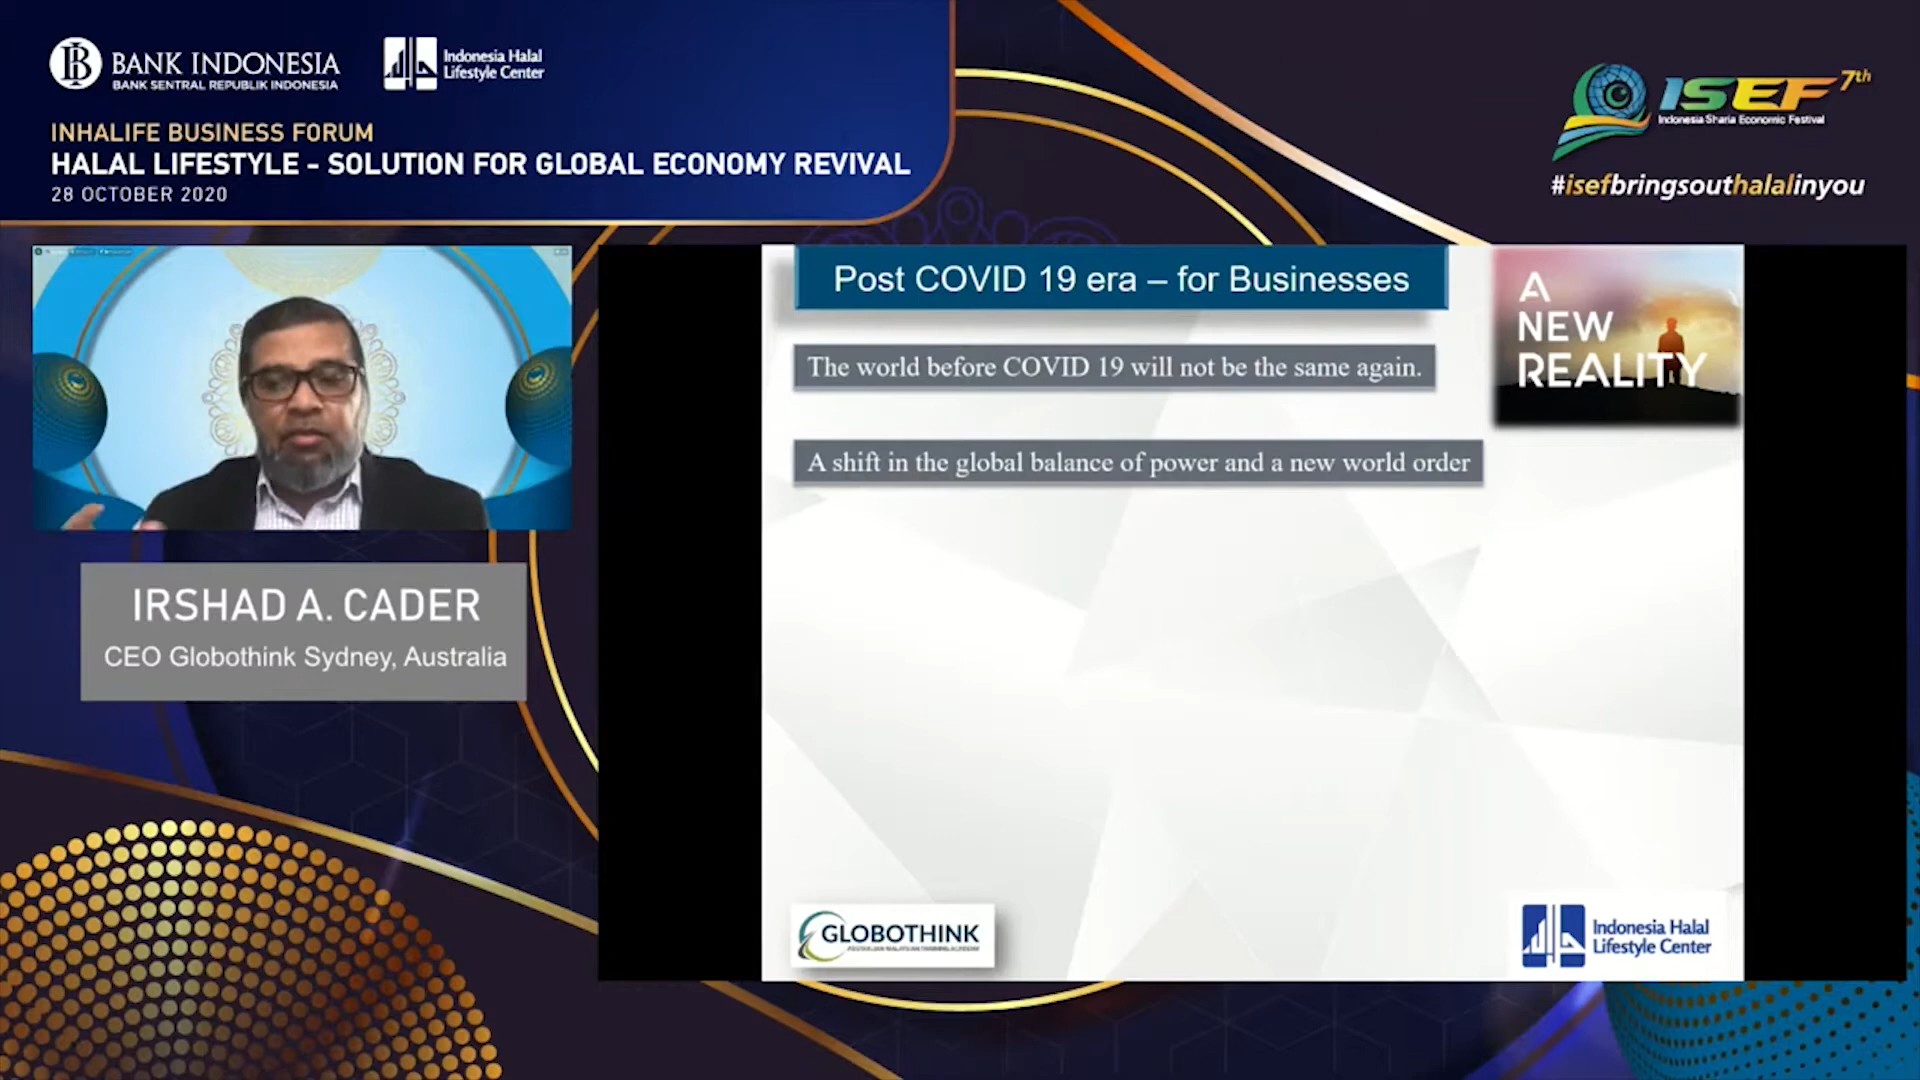 BANK INDONESIA
BANK SENTRAL REPUBLIK INDONESIA
Indonesia Halal
Lifestyle Center
INHALIFE BUSINESS FORUM
HALAL LIFESTYLE - SOLUTION FOR GLOBAL ECONOMY REVIVAL
28 OCTOBER 2020
ISEF 7th
Indonesia Sharia Economic Festival
#isefbringsouthalalinyou
IRSHAD A. CADER
CEO Globothink Sydney, Australia
Post COVID 19 era – for Businesses
A
NEW
REALITY
The world before COVID 19 will not be the same again.
A shift in the global balance of power and a new world order
GLOBOTHINK
Indonesia Halal
Lifestyle Center